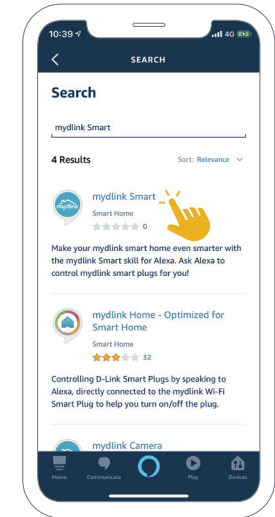 10:39
4G
SEARCH
Search
mydlink Smart
4 Results
Sort: Relevance
mydlink
mydlink Smart
Smart Home
0
Make your mydlink smart home even smarter with
the mydlink Smart skill for Alexa. Ask Alexa to
control mydlink smart plugs for you!
mydlink Home - Optimized for
Smart Home
Smart Home
32
Controlling D-Link Smart Plugs by speaking to
Alexa, directly connected to the mydlink Wi-Fi
Smart Plug to help you turn on/off the plug.
mydlink Camera
Home
Communicate
Play
Devices